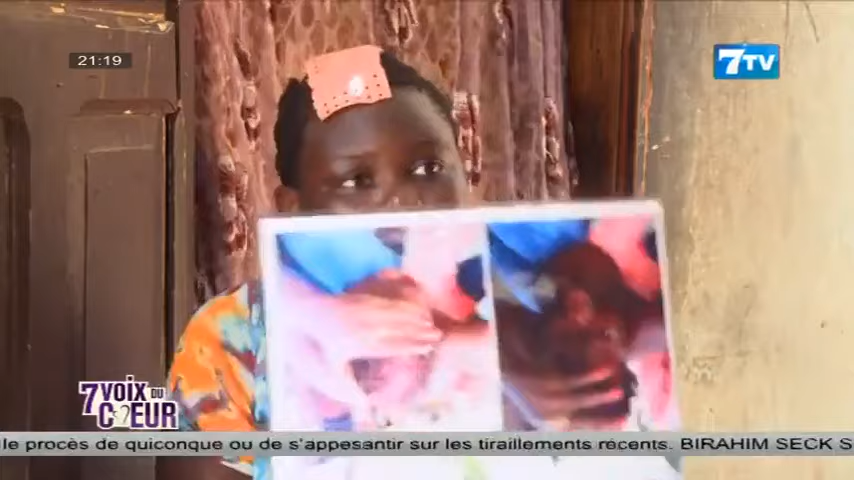 21:19
7TV
7 VOIX DU
CŒUR
le procès de quiconque ou de s'appesantir sur les tiraillements récents. BIRAHIM SECK S